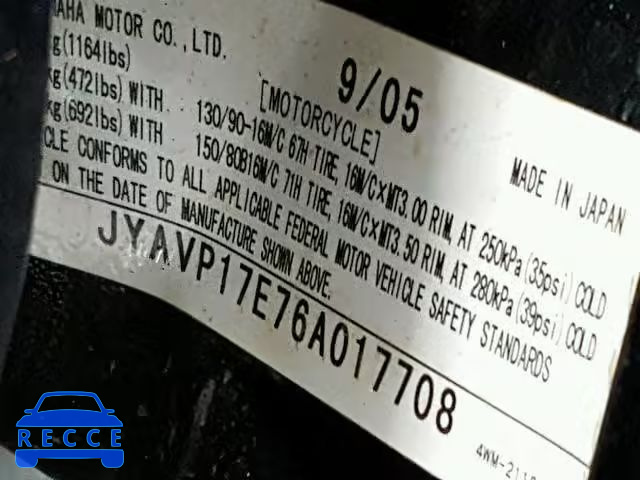 MAHA MOTOR CO.,LTD.
9/05
MADE IN JAPAN
kg(1164lbs)
[MOTORCYCLE]
kg(472lbs) WITH 130/90-16M/C 67H TIRE, 16M/C×MT3.00 RIM, AT 250kPa(35psi) COLD
kg(692lbs) WITH 150/80B16M/C 71H TIRE, 16M/C×MT3.50 RIM, AT 280kPa(39psi) COLD
CLE CONFORMS TO ALL APPLICABLE FEDERAL MOTOR VEHICLE SAFETY STANDARDS
ON THE DATE OF MANUFACTURE SHOWN ABOVE.
JYAVP17E76A017708
4WM-211
RECCE